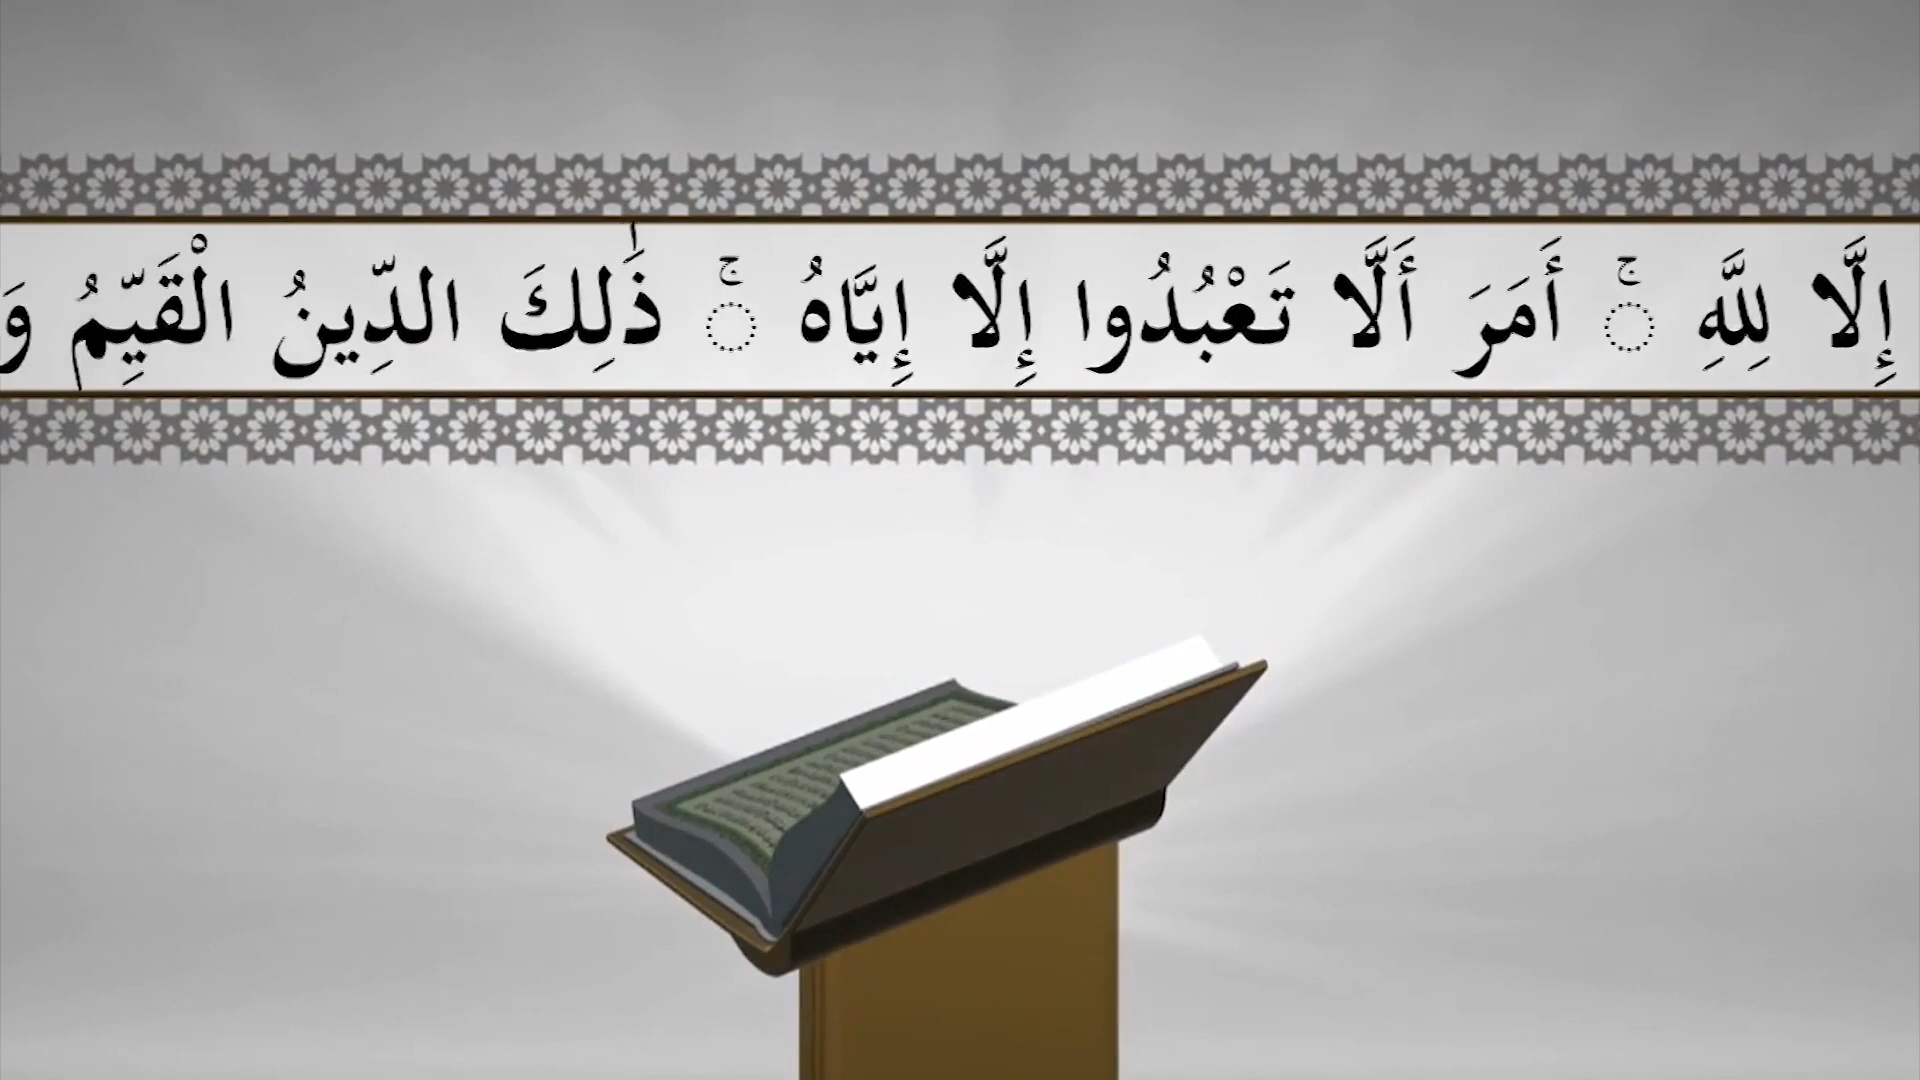 إِلَّا لِلَّهِ ۚ أَمَرَ أَلَّا تَعْبُدُوا إِلَّا إِيَّاهُ ۚ ذَٰلِكَ الدِّينُ الْقَيِّمُ وَ